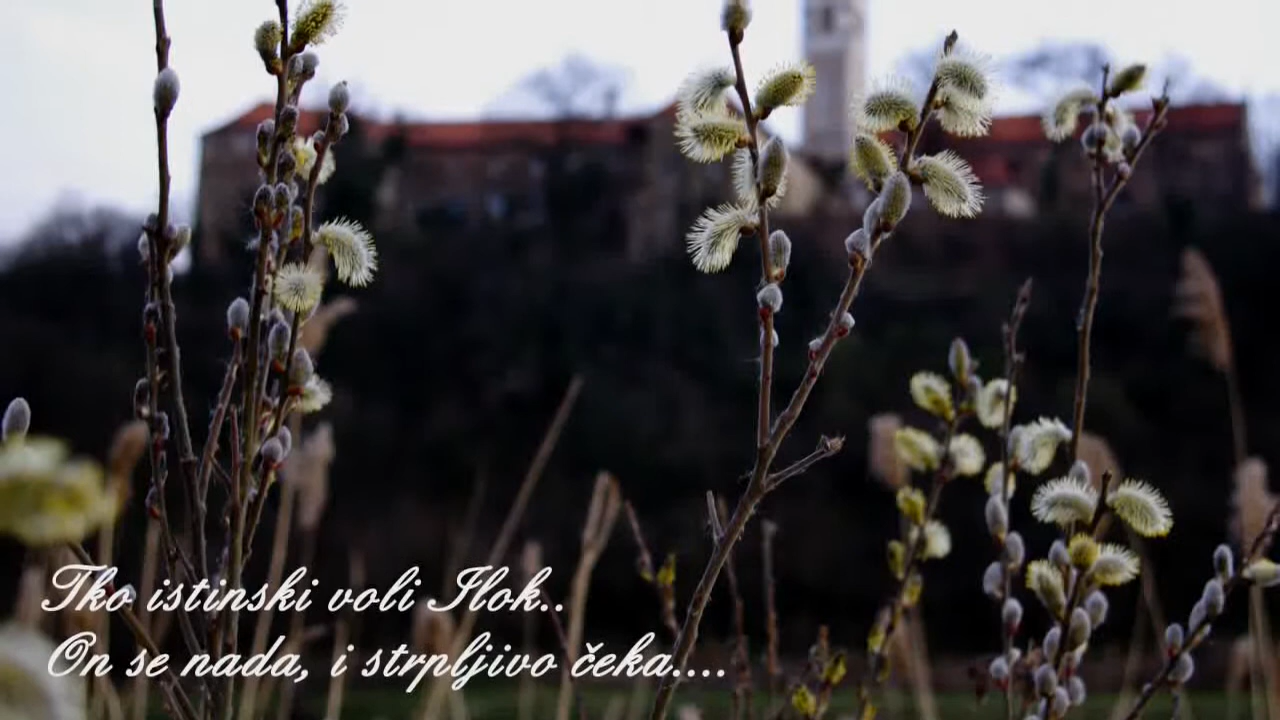 Tko istinski voli Ilok..
On se nada, i strpljivo čeka....